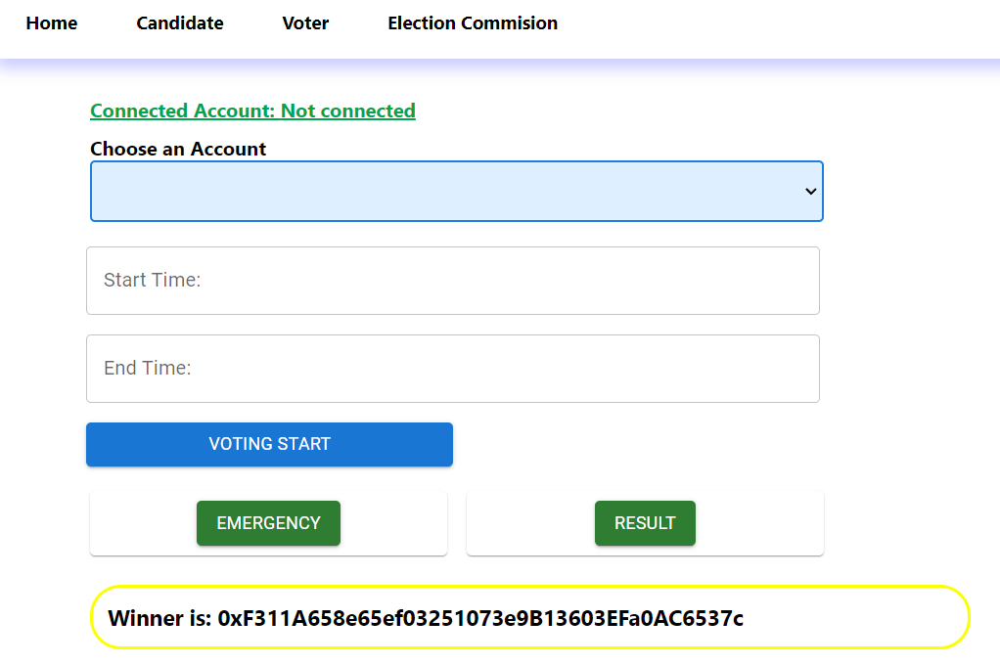 Home Candidate Voter Election Commision
Connected Account: Not connected
Choose an Account
Start Time:
End Time:
VOTING START
EMERGENCY RESULT
Winner is: 0xF311A658e65ef03251073e9B13603EFa0AC6537c